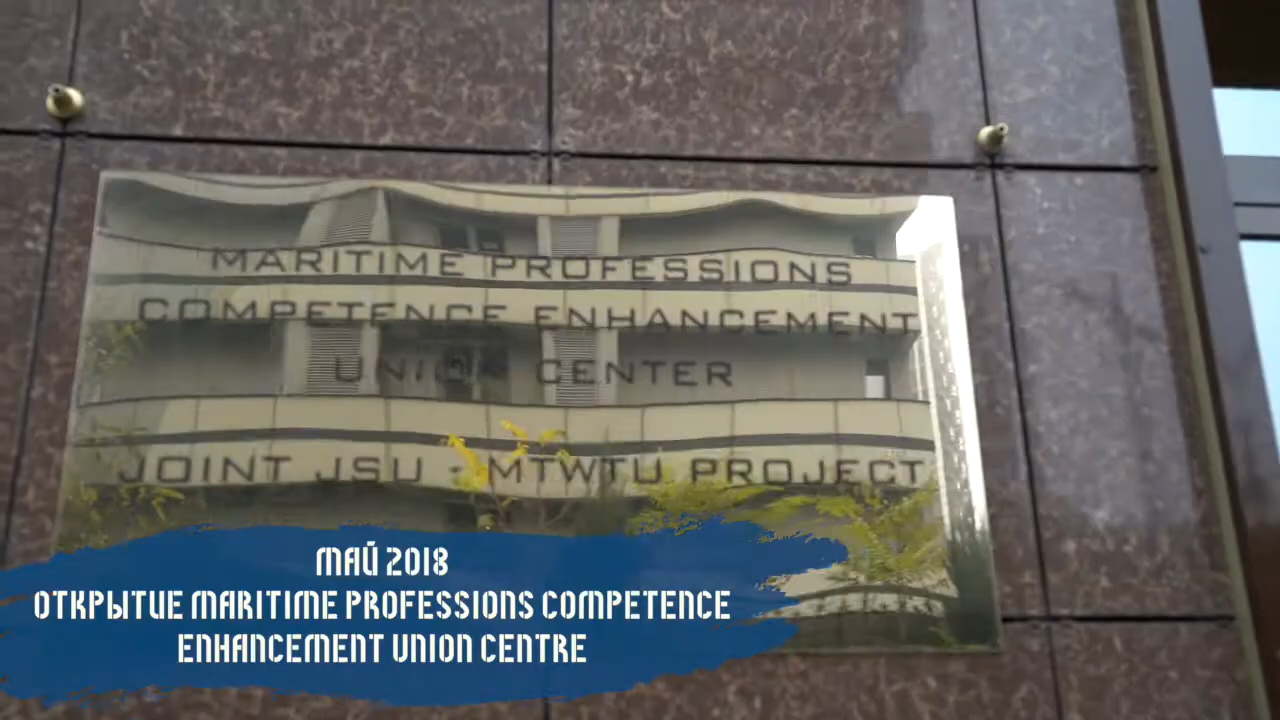 MARITIME PROFESSIONS
COMPETENCE ENHANCEMENT
UNION CENTER
JOINT JSU - MTWTU PROJECT
МАЙ 2018
ОТКРЫТИЕ MARITIME PROFESSIONS COMPETENCE
ENHANCEMENT UNION CENTRE